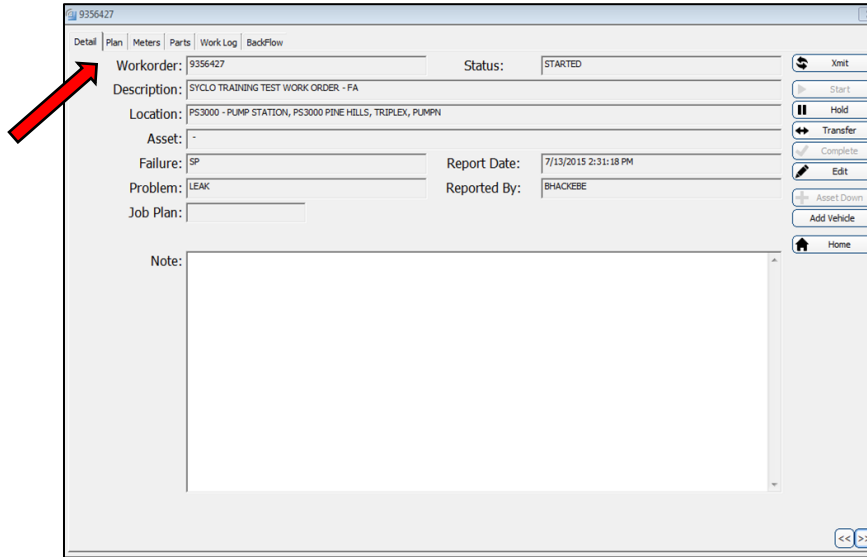 9356427
Detail Plan Meters Parts Work Log BackFlow
Workorder: 9356427 Status: STARTED
Description: SYCLO TRAINING TEST WORK ORDER - FA
Location: PS3000 - PUMP STATION, PS3000 PINE HILLS, TRIPLEX, PUMPN
Asset: -
Failure: SP Report Date: 7/13/2015 2:31:18 PM
Problem: LEAK Reported By: BHACKEBE
Job Plan:
Note:
Xmit
Start
Hold
Transfer
Complete
Edit
Asset Down
Add Vehicle
Home
<< >>